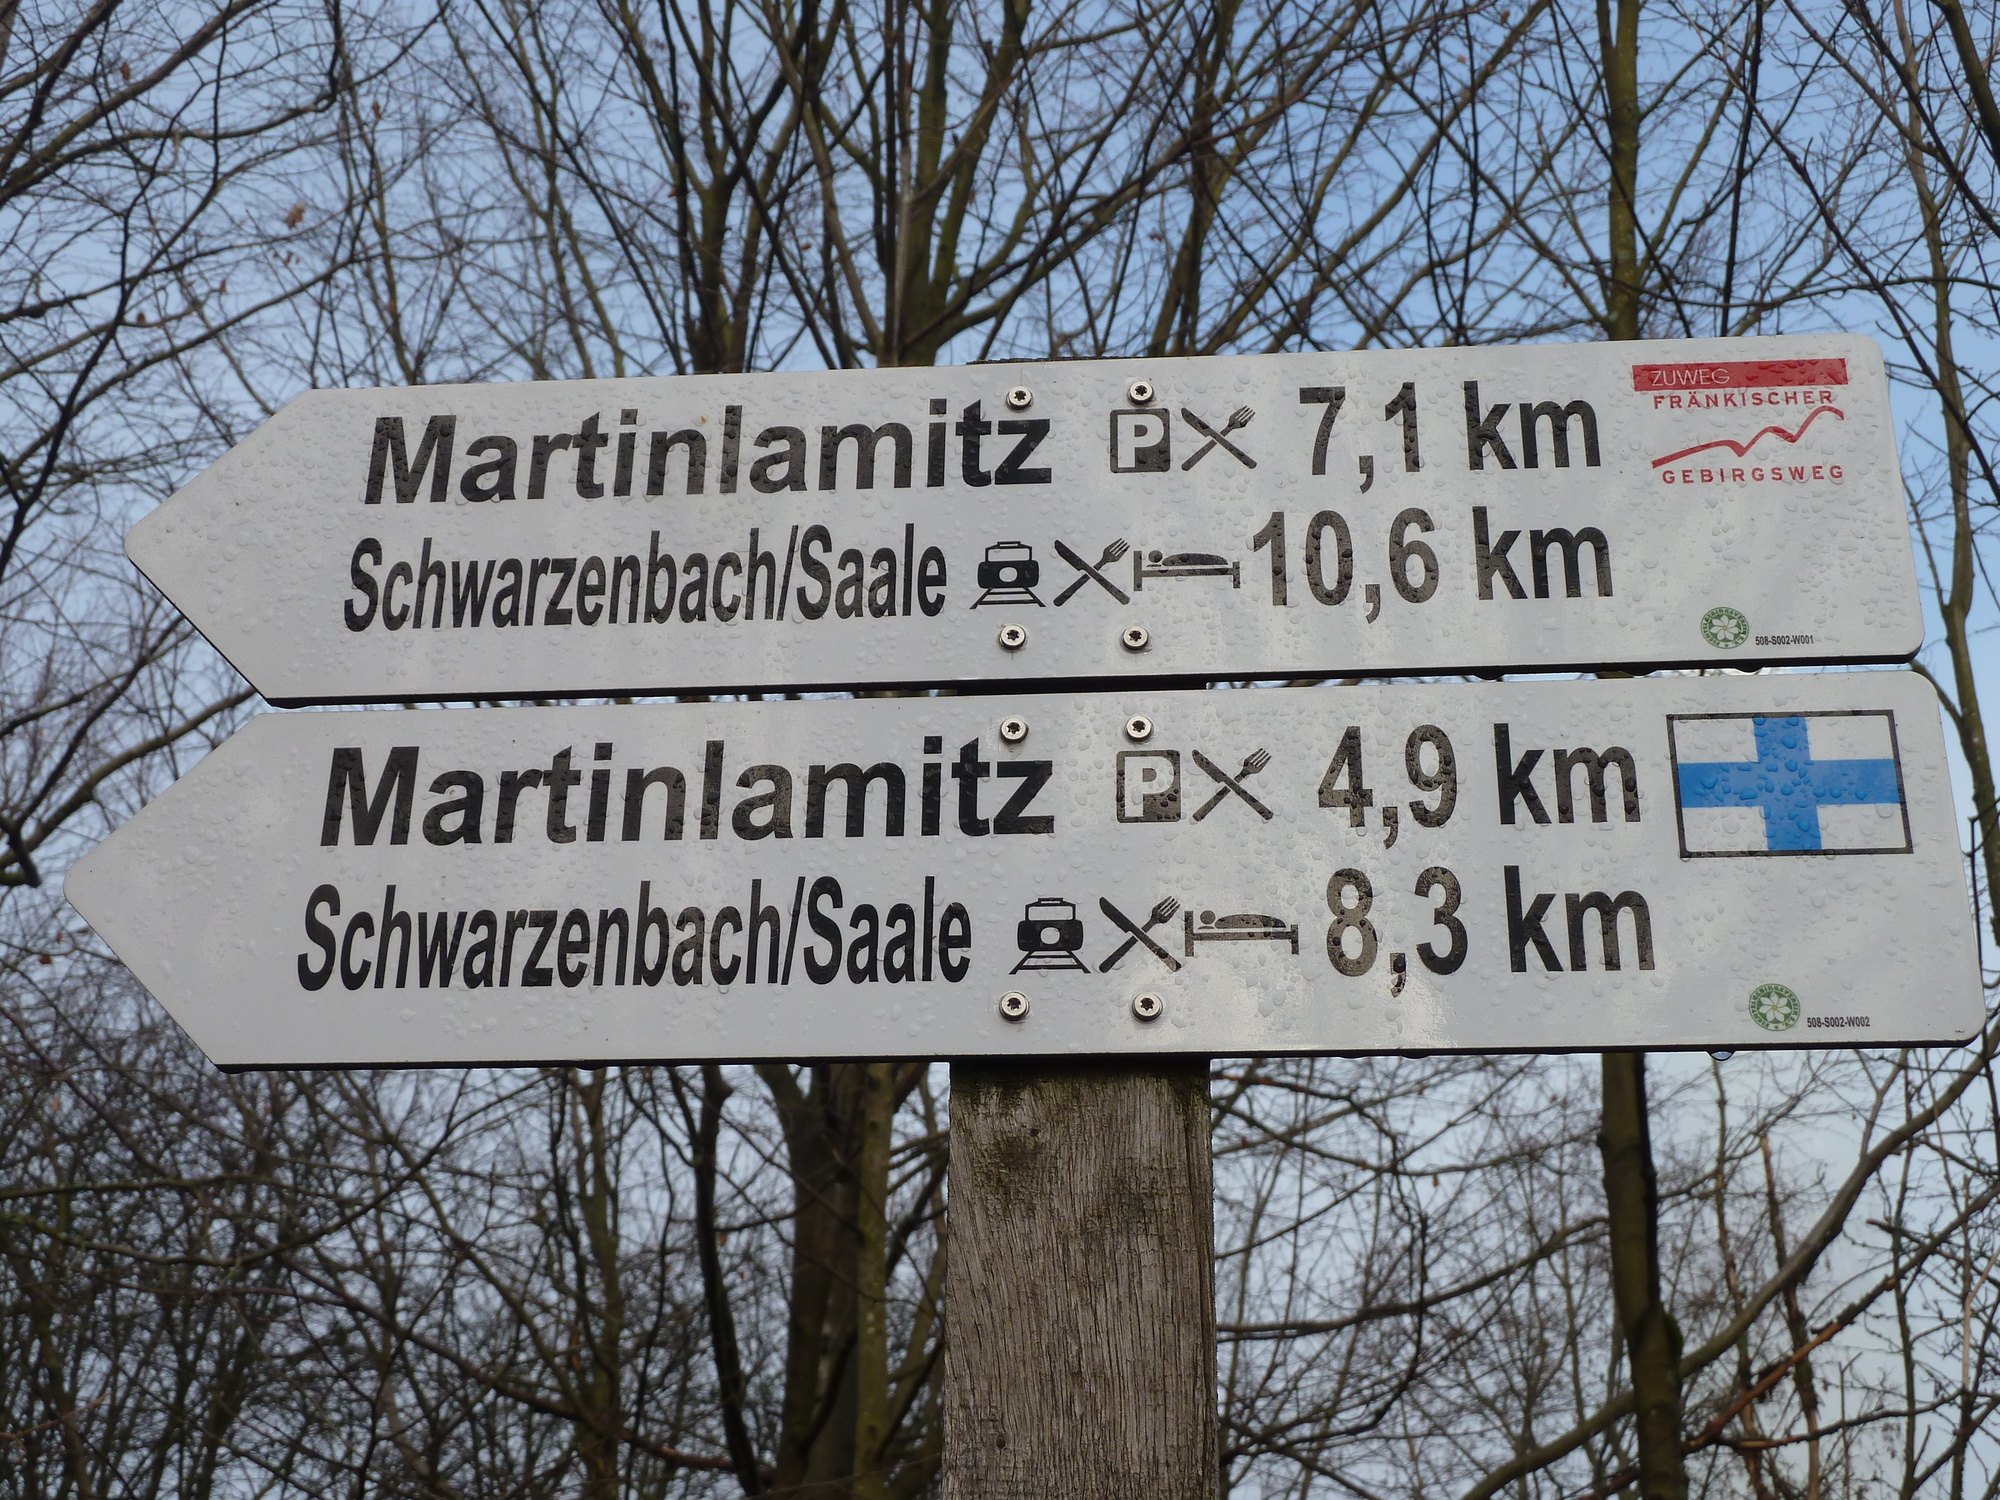 Martinlamitz P 7,1 km
ZUWEG
FRÄNKISCHER
GEBIRGSWEG
Schwarzenbach/Saale 10,6 km
508-S002-W001
Martinlamitz P 4,9 km
Schwarzenbach/Saale 8,3 km
508-S002-W002